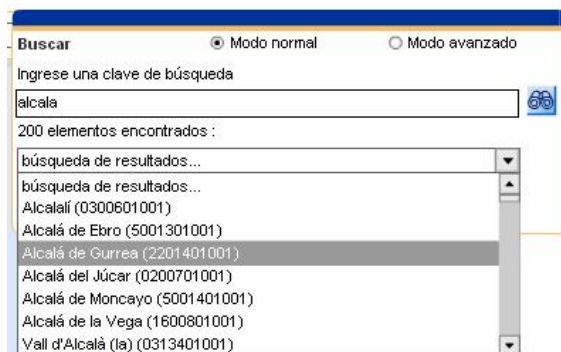 Buscar Modo normal Modo avanzado
Ingrese una clave de búsqueda
alcala
200 elementos encontrados :
búsqueda de resultados...
búsqueda de resultados...
Alcalalí (0300601001)
Alcalá de Ebro (5001301001)
Alcalá de Gurrea (2201401001)
Alcalá del Júcar (0200701001)
Alcalá de Moncayo (5001401001)
Alcalá de la Vega (1600801001)
Vall d'Alcalà (la) (0313401001)